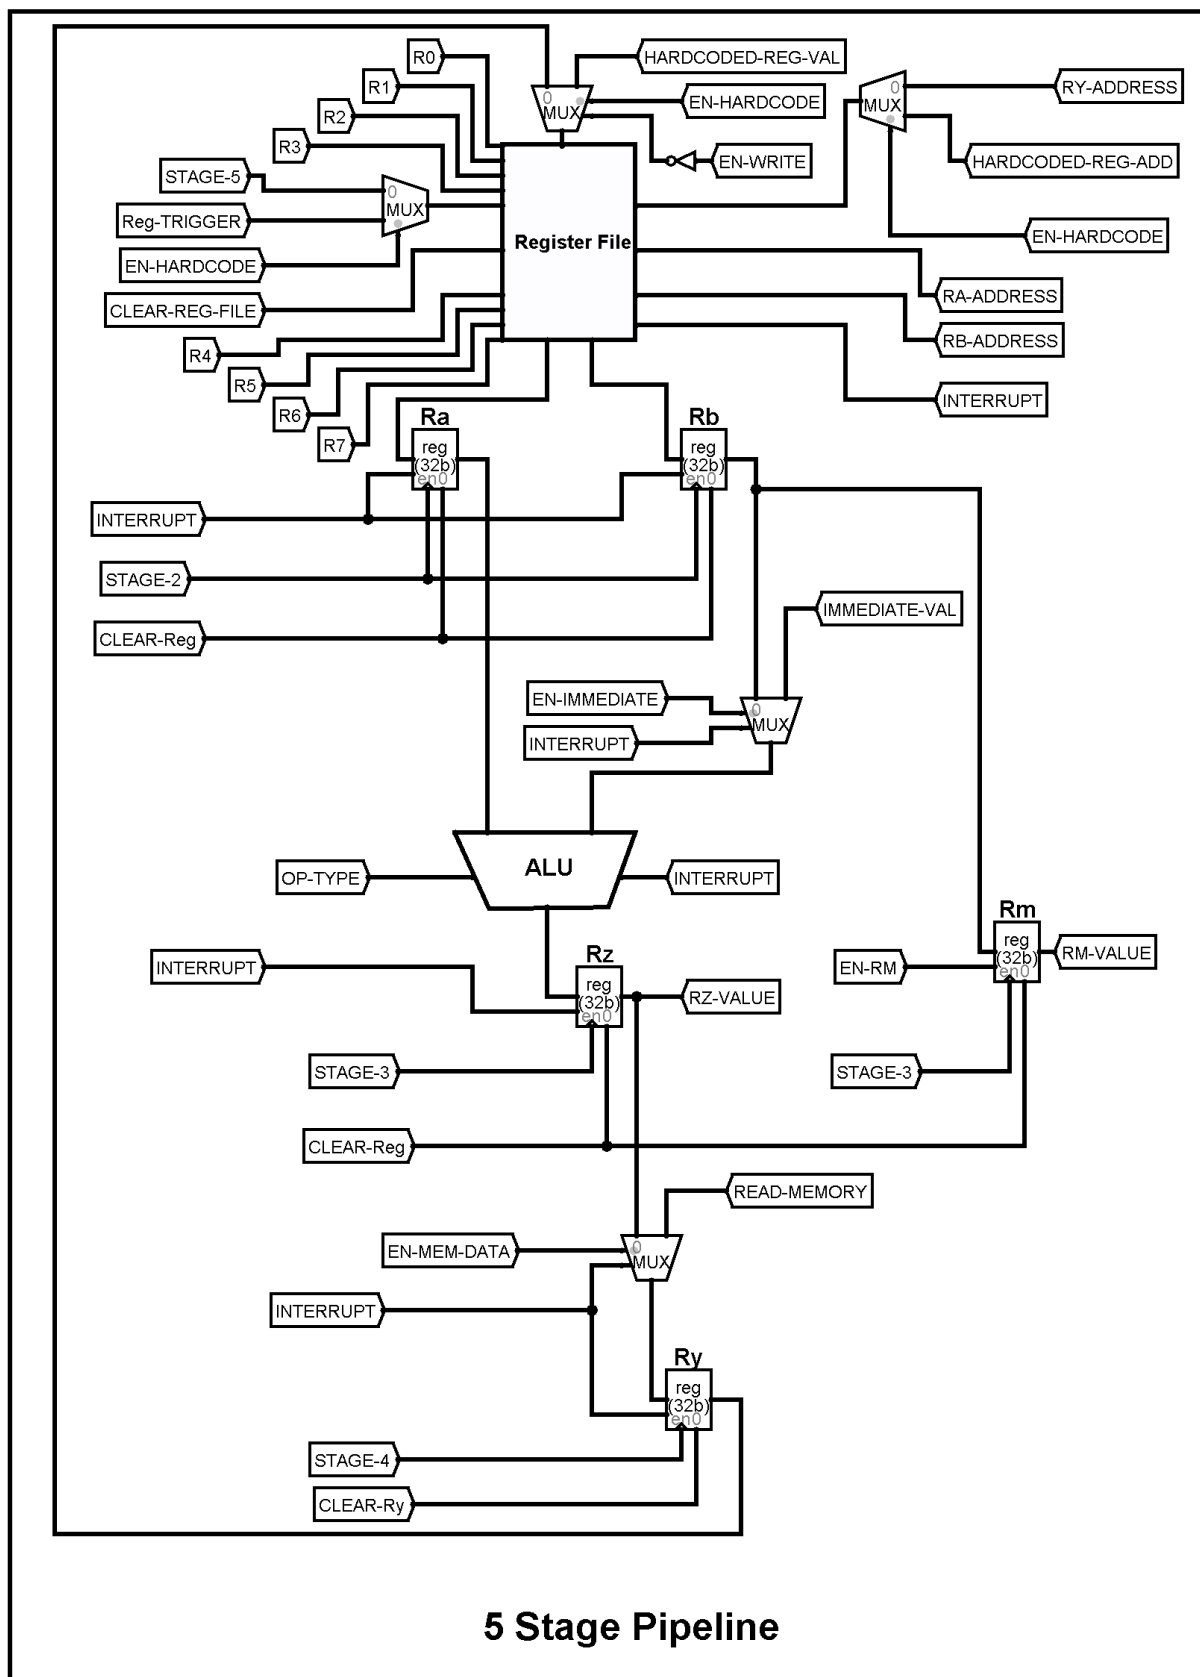 R0
HARDCODED-REG-VAL
R1
0
MUX
EN-HARDCODE
0
MUX
RY-ADDRESS
R2
R3
EN-WRITE
HARDCODED-REG-ADD
STAGE-5
0
MUX
Reg-TRIGGER
Register File
EN-HARDCODE
EN-HARDCODE
CLEAR-REG-FILE
RA-ADDRESS
RB-ADDRESS
R4
R5
R6
R7
INTERRUPT
Ra
reg
(32b)
en0
Rb
reg
(32b)
en0
INTERRUPT
STAGE-2
CLEAR-Reg
IMMEDIATE-VAL
EN-IMMEDIATE
0
MUX
INTERRUPT
OP-TYPE
ALU
INTERRUPT
Rm
reg
(32b)
en0
EN-RM
RM-VALUE
INTERRUPT
Rz
reg
(32b)
en0
RZ-VALUE
STAGE-3
STAGE-3
CLEAR-Reg
READ-MEMORY
EN-MEM-DATA
0
MUX
INTERRUPT
Ry
reg
(32b)
en0
STAGE-4
CLEAR-Ry
5 Stage Pipeline